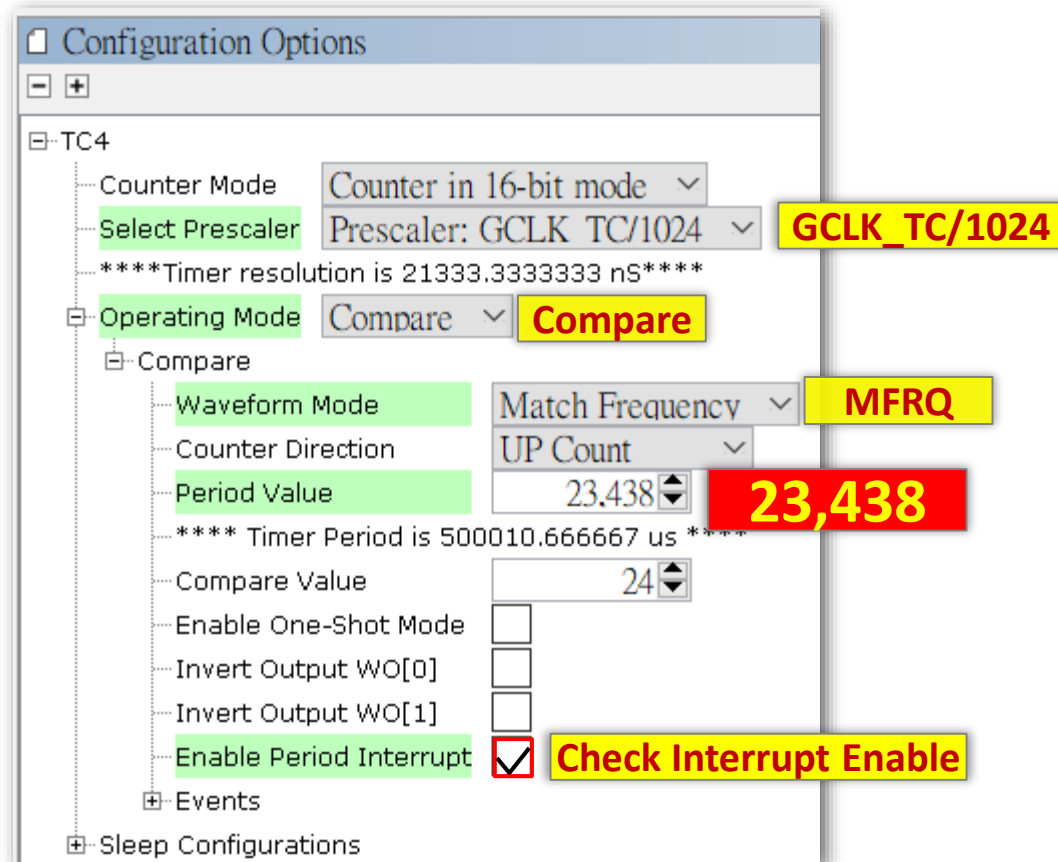 Configuration Options
TC4
Counter Mode Counter in 16-bit mode
Select Prescaler Prescaler: GCLK_TC/1024 GCLK_TC/1024
****Timer resolution is 21333.3333333 nS****
Operating Mode Compare Compare
Compare
Waveform Mode Match Frequency MFRQ
Counter Direction UP Count
Period Value 23,438 23,438
**** Timer Period is 500010.666667 us ****
Compare Value 24
Enable One-Shot Mode
Invert Output WO[0]
Invert Output WO[1]
Enable Period Interrupt Check Interrupt Enable
Events
Sleep Configurations